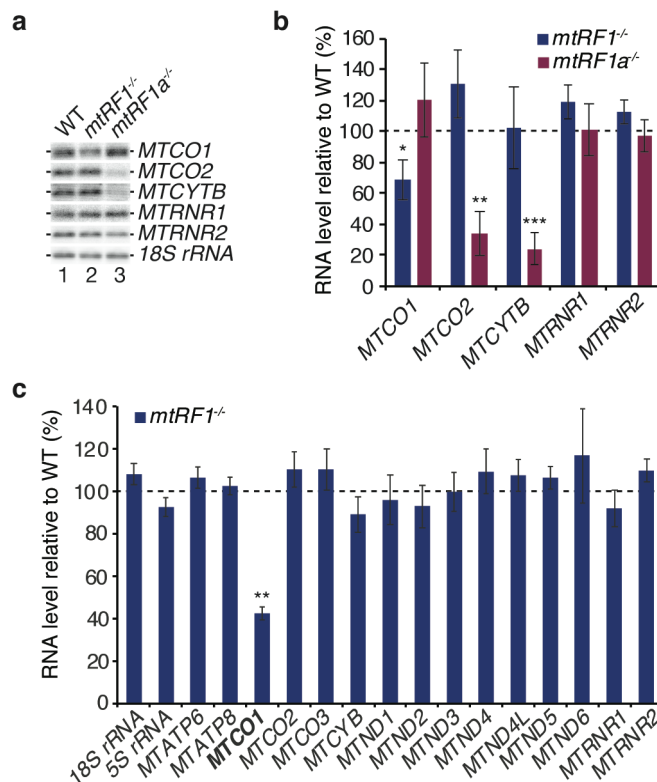 a
WT
mtRF1-/-
mtRF1a-/-
MTCO1
MTCO2
MTCYTB
MTRNR1
MTRNR2
18S rRNA
1 2 3
b
RNA level relative to WT (%)
160
140
120
100
80
60
40
20
0
mtRF1-/-
mtRF1a-/-
*
**
***
MTCO1
MTCO2
MTCYTB
MTRNR1
MTRNR2
c
RNA level relative to WT (%)
140
120
100
80
60
40
20
0
mtRF1-/-
**
18S rRNA
5S rRNA
MTATP6
MTATP8
MTCO1
MTCO2
MTCO3
MTCYB
MTND1
MTND2
MTND3
MTND4
MTND4L
MTND5
MTND6
MTRNR1
MTRNR2